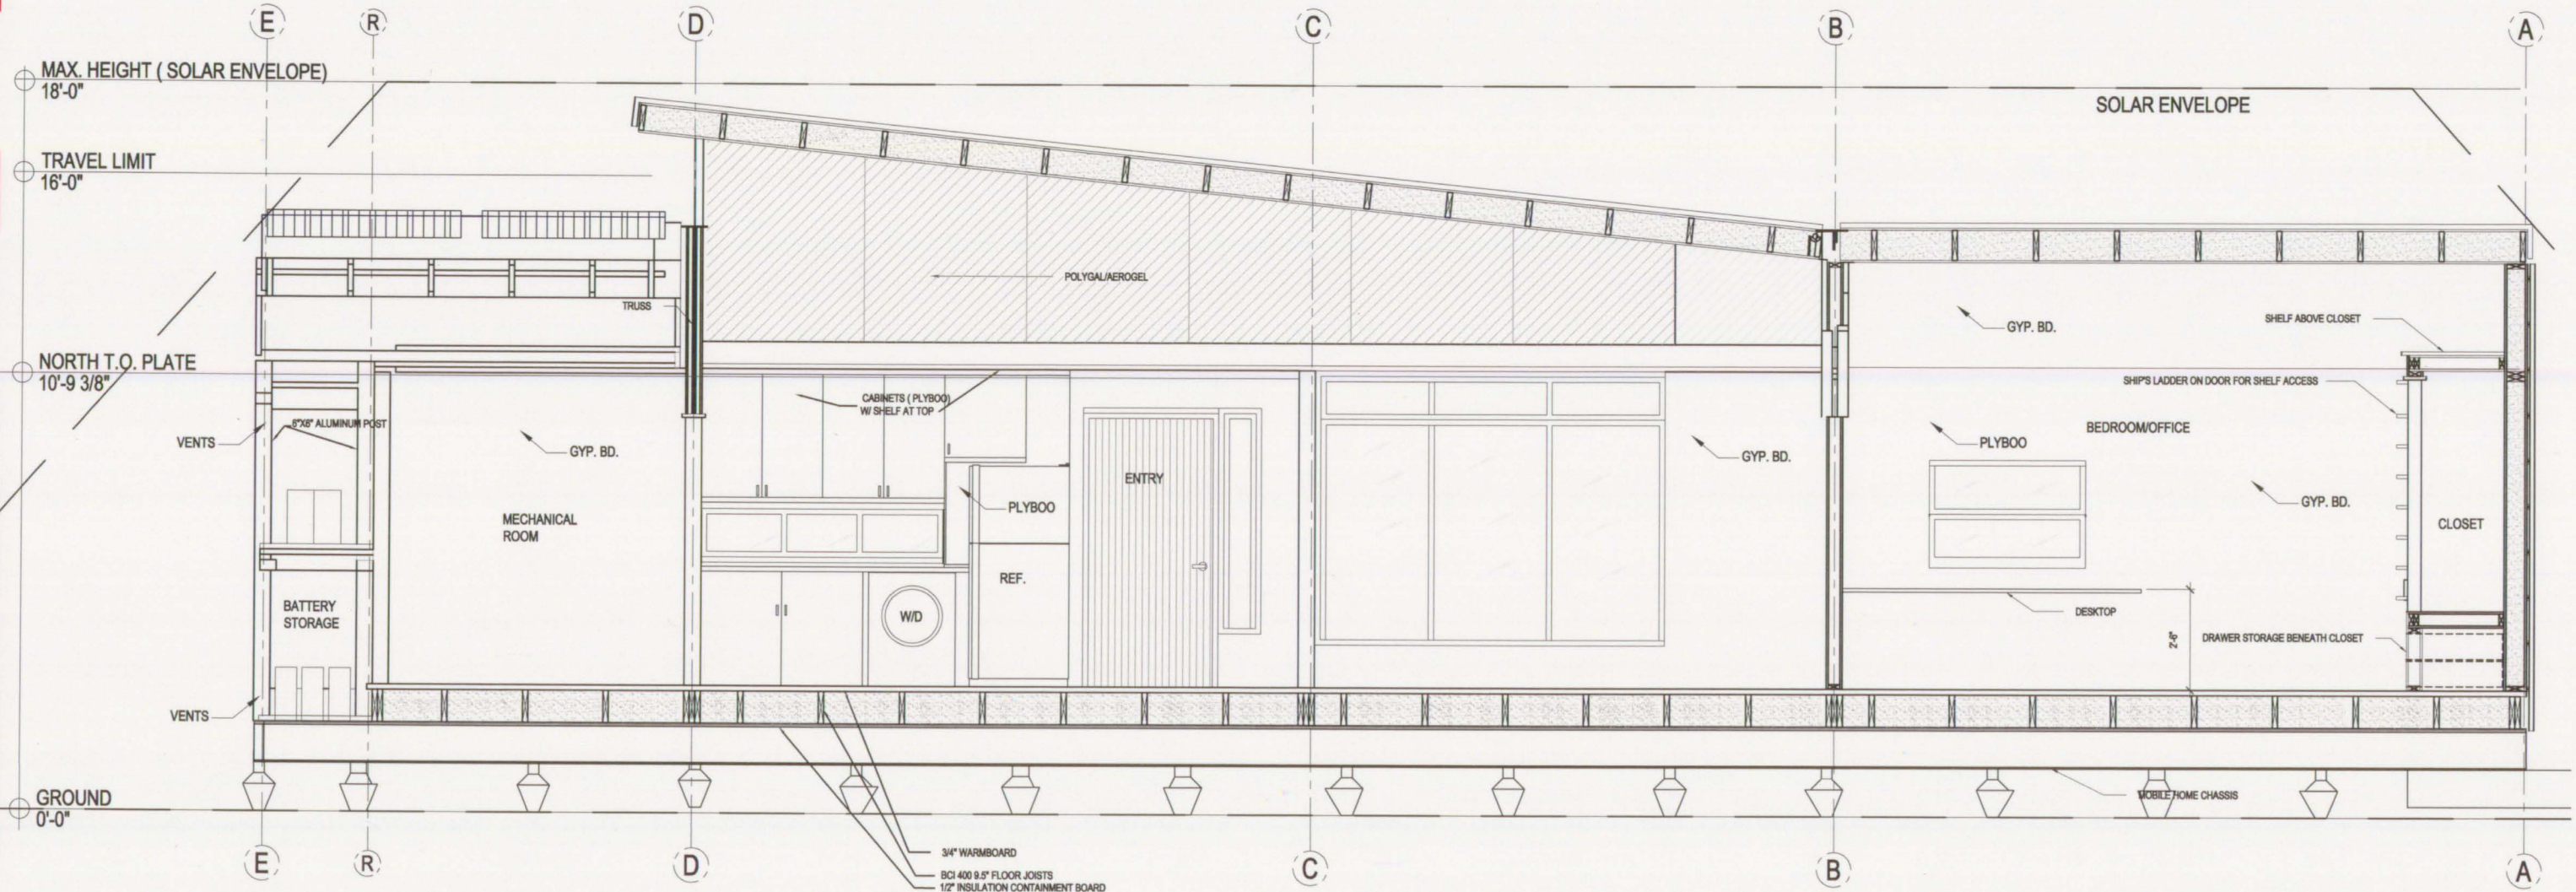 E
R
D
C
B
A
MAX. HEIGHT ( SOLAR ENVELOPE)
18'-0"
SOLAR ENVELOPE
TRAVEL LIMIT
16'-0"
POLYGAL/AEROGEL
TRUSS
GYP. BD.
SHELF ABOVE CLOSET
NORTH T.O. PLATE
10'-9 3/8"
SHIP'S LADDER ON DOOR FOR SHELF ACCESS
CABINETS ( PLYBOO)
W/ SHELF AT TOP
6"X6" ALUMINUM POST
VENTS
GYP. BD.
GYP. BD.
PLYBOO
BEDROOM/OFFICE
ENTRY
PLYBOO
GYP. BD.
MECHANICAL
ROOM
CLOSET
REF.
BATTERY
STORAGE
W/D
DESKTOP
2'-6"
DRAWER STORAGE BENEATH CLOSET
VENTS
MOBILE HOME CHASSIS
GROUND
0'-0"
3/4" WARMBOARD
BCI 400 9.5" FLOOR JOISTS
1/2" INSULATION CONTAINMENT BOARD
E
R
D
C
B
A